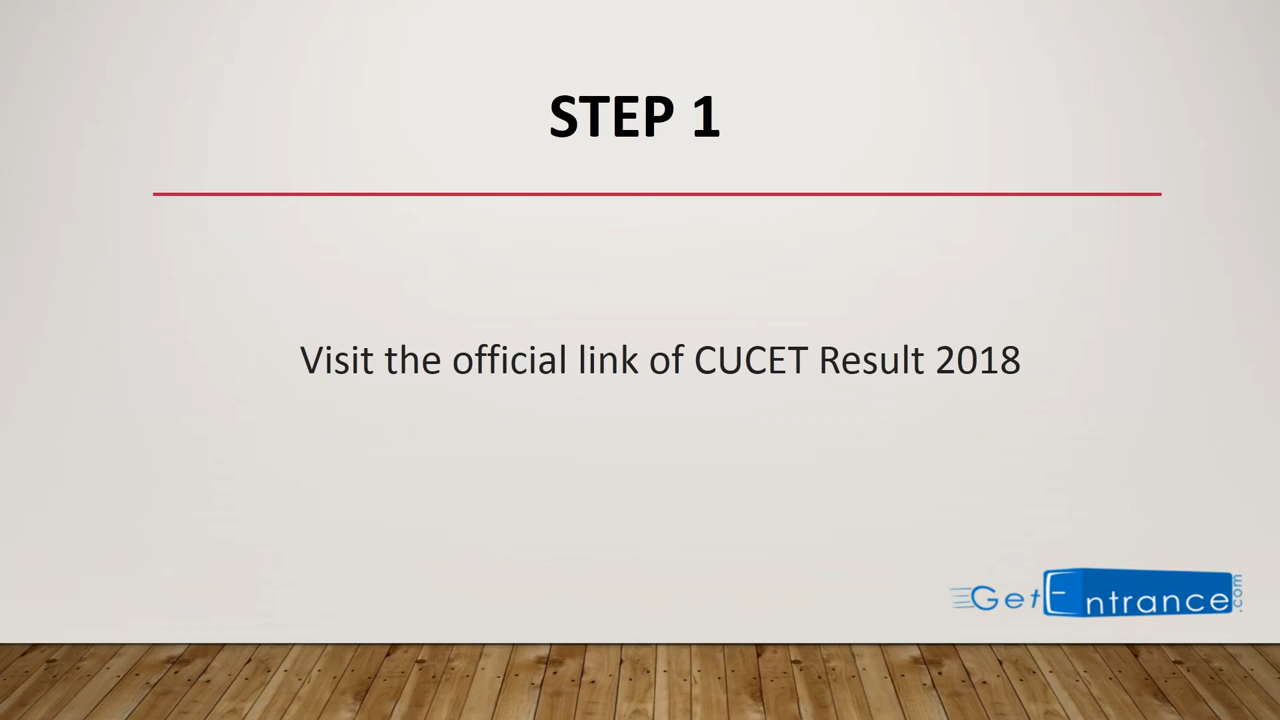 STEP 1
Visit the official link of CUCET Result 2018
GetEntrance.com